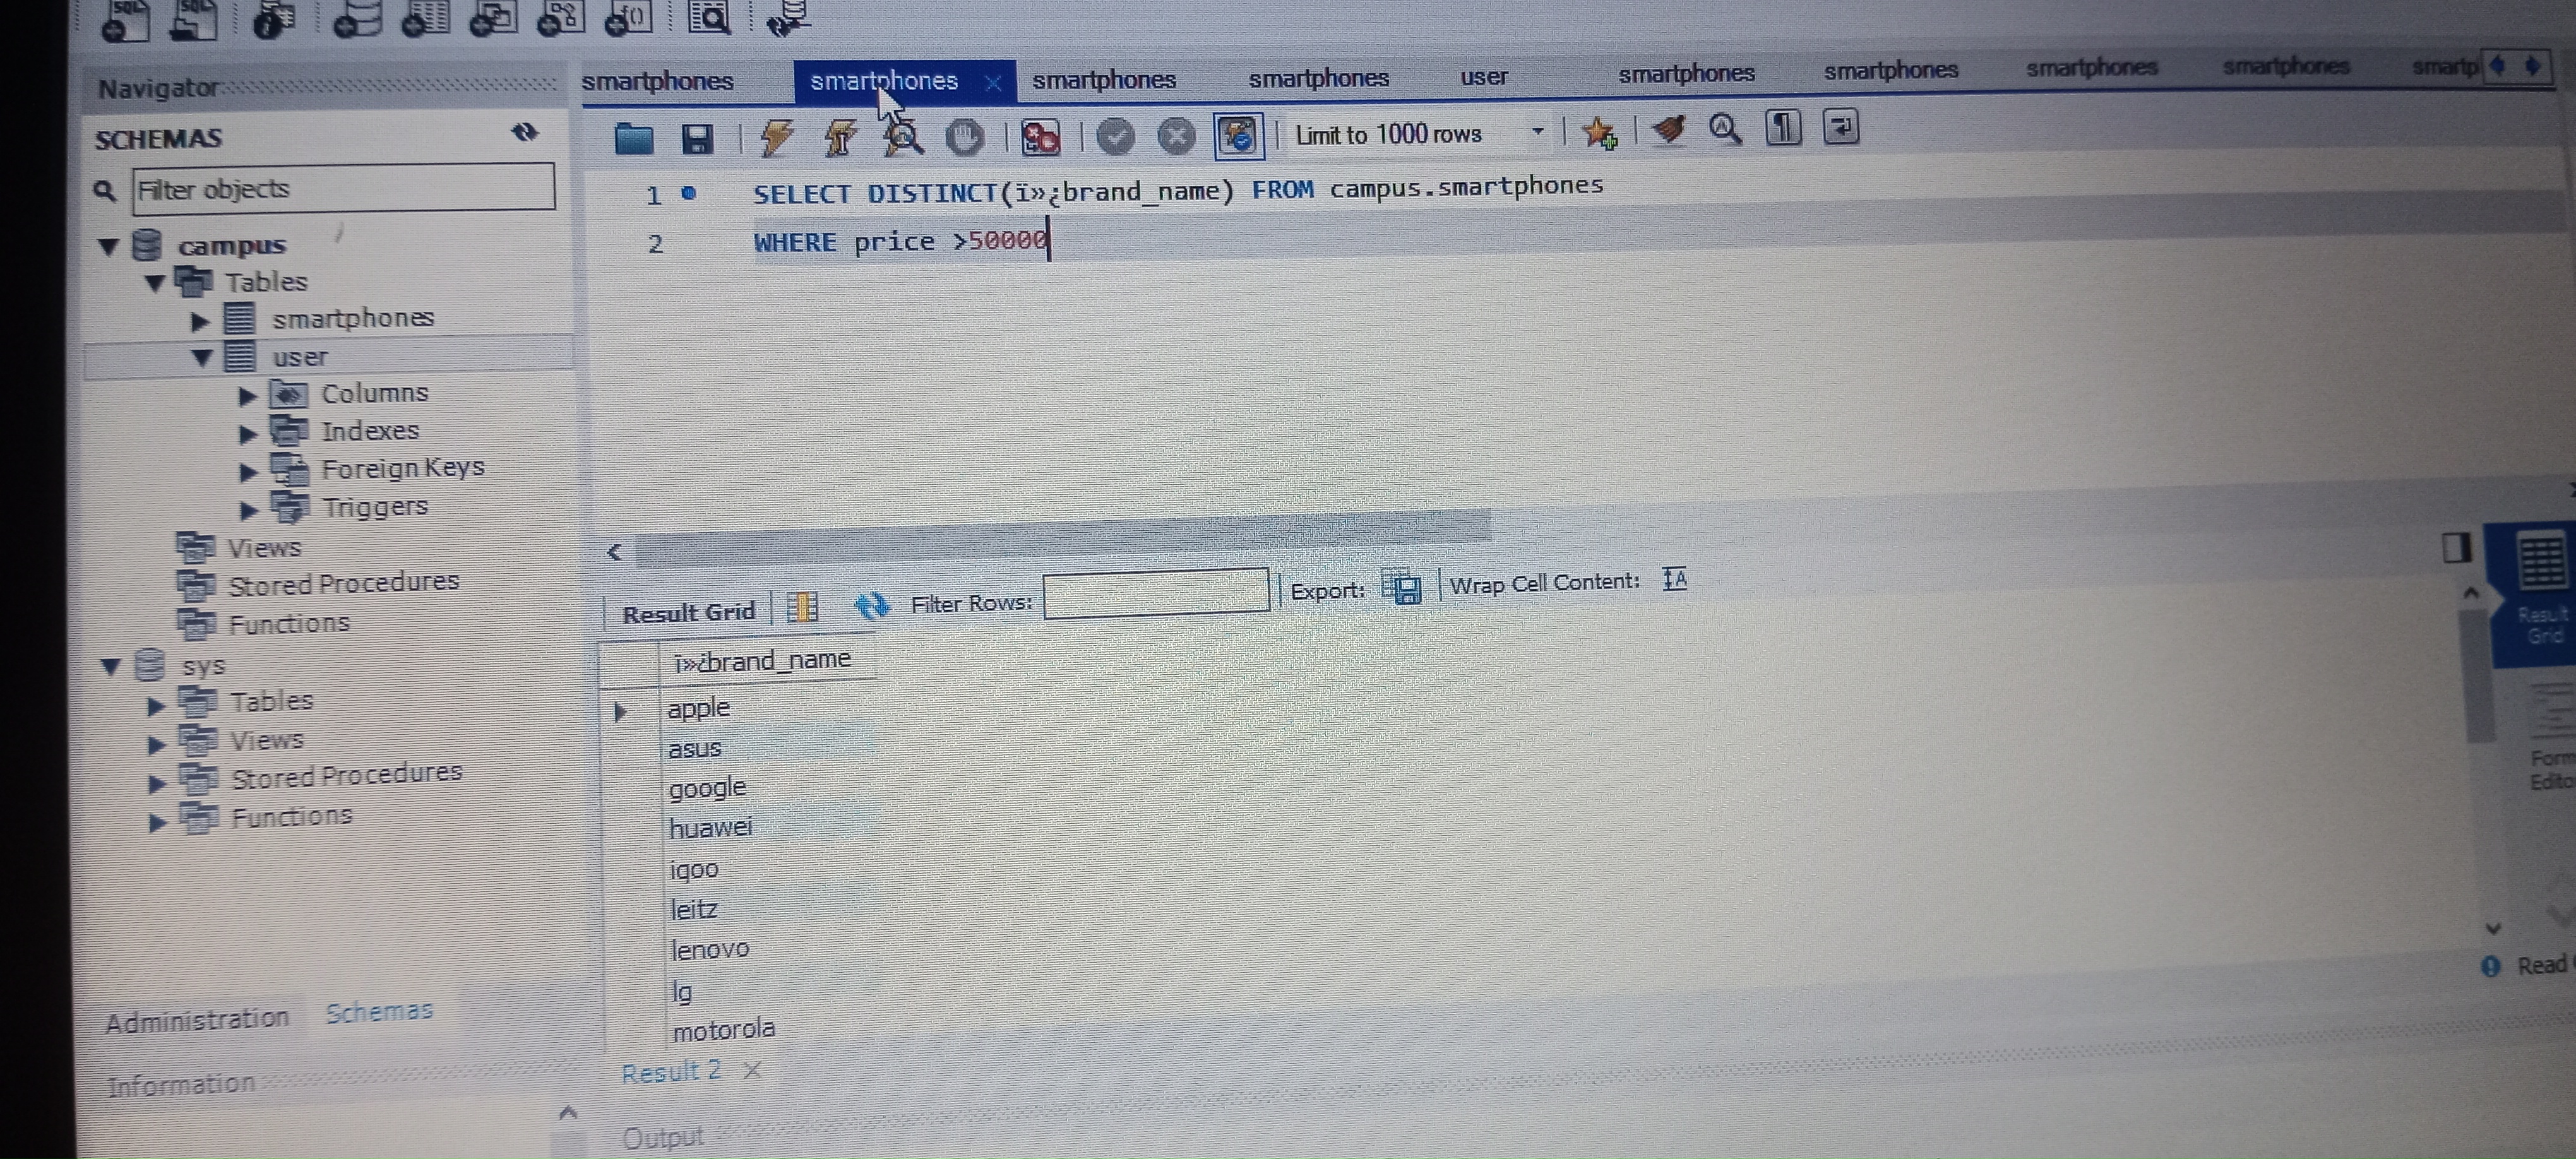 SQL
SQL
Navigator
SCHEMAS
Filter objects
campus
Tables
smartphones
user
Columns
Indexes
Foreign Keys
Triggers
Views
Stored Procedures
Functions
sys
Tables
Views
Stored Procedures
Functions
Administration Schemas
Information
smartphones smartphones smartphones smartphones user smartphones smartphones smartphones smartphones smartp
Limit to 1000 rows
1 SELECT DISTINCT(ï»¿brand_name) FROM campus.smartphones
2 WHERE price >50000
Result Grid Filter Rows: Export: Wrap Cell Content: IA
ï»¿brand_name
apple
asus
google
huawei
iqoo
leitz
lenovo
lg
motorola
Result 2
Output
Result
Grid
Form
Edito
Read